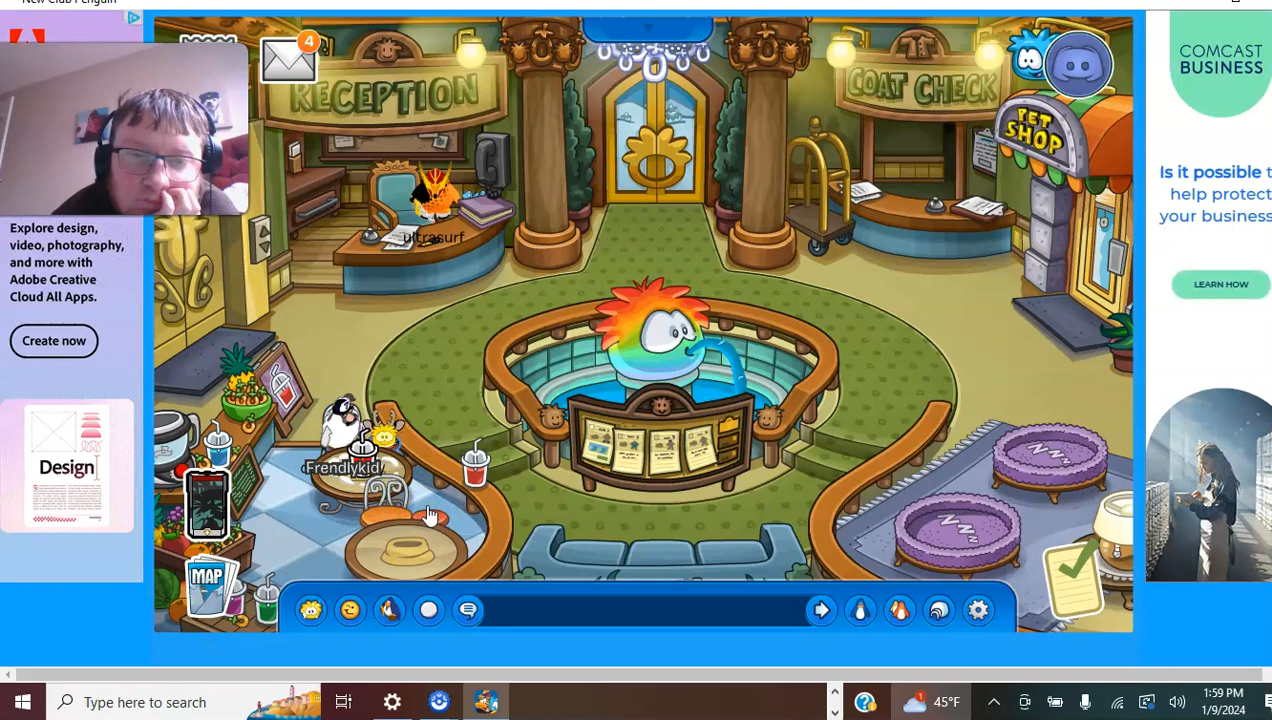 New Club Penguin
4
RECEPTION
COAT CHECK
PET
SHOP
COMCAST
BUSINESS
Is it possible t
help protect
your business
LEARN HOW
ultrasurf
Explore design,
video, photography,
and more with
Adobe Creative
Cloud All Apps.
Create now
Design
Frendlykid
MAP
Type here to search
1
45°F
1:59 PM
1/9/2024